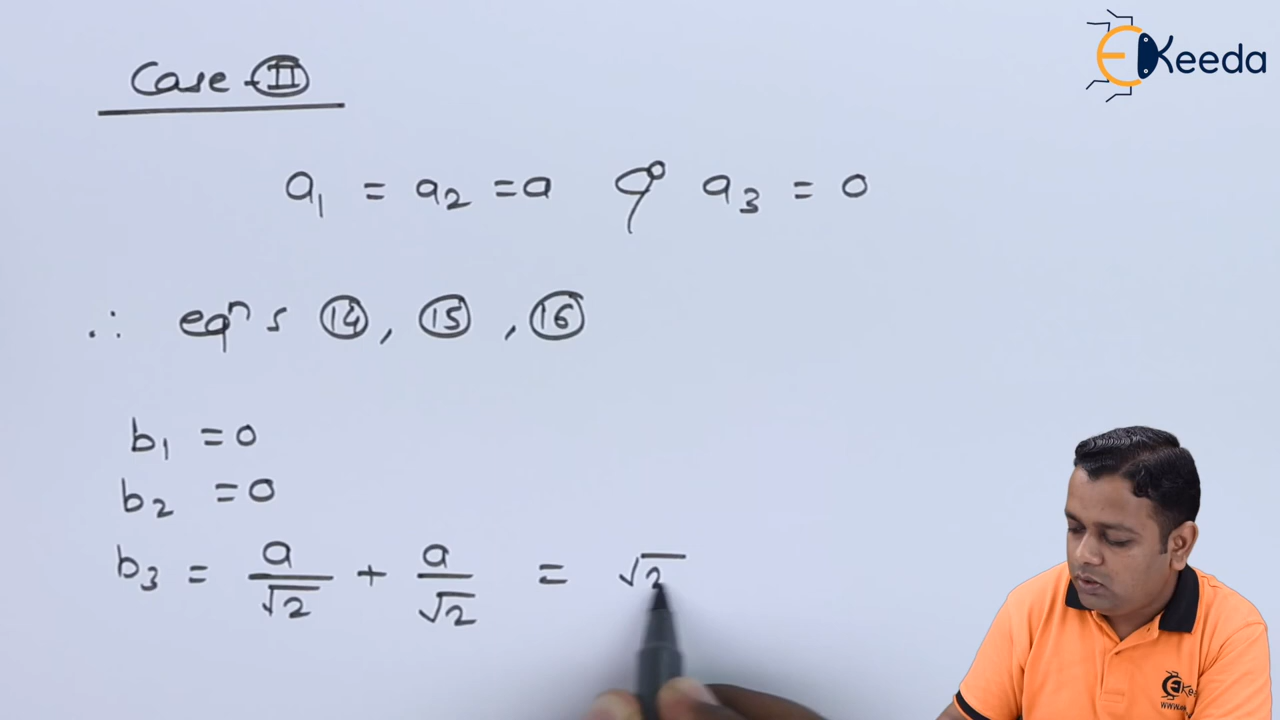 EKeeda
Case - II
a₁ = a₂ = a & a₃ = 0
∴ eqⁿs 14, 15, 16
b₁ = 0
b₂ = 0
b₃ = a/√2 + a/√2 = √2